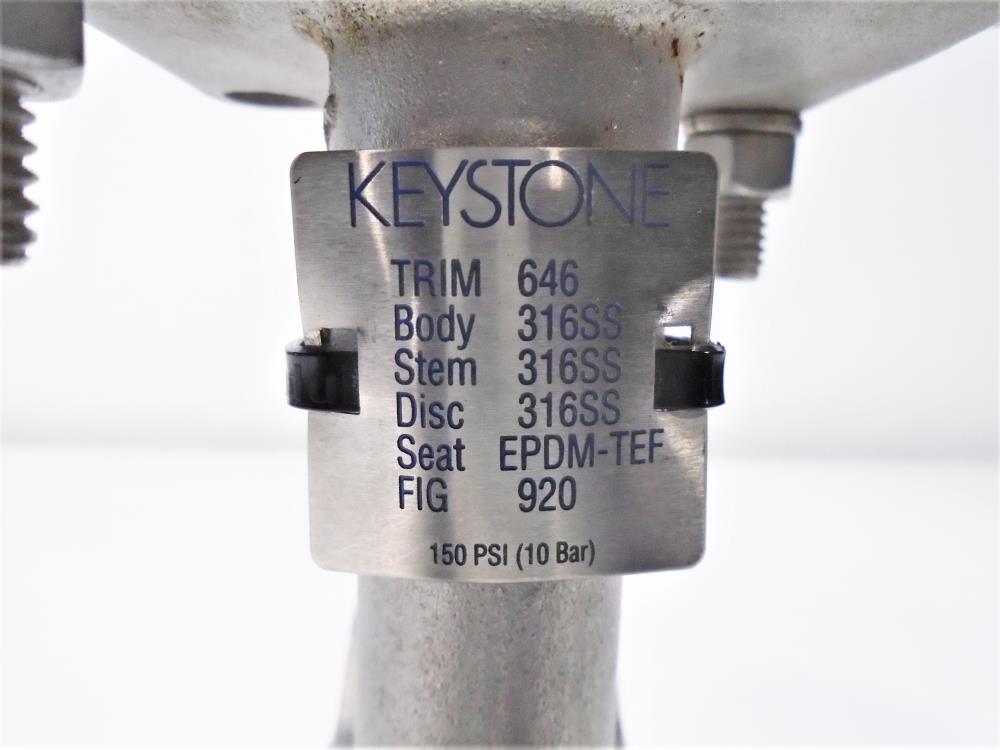 KEYSTONE
TRIM 646
Body 316SS
Stem 316SS
Disc 316SS
Seat EPDM-TEF
FIG 920
150 PSI (10 Bar)